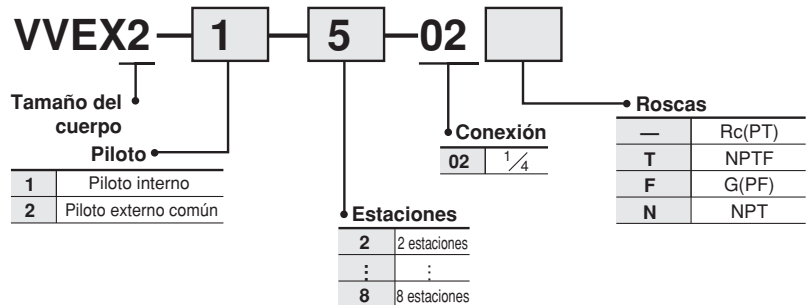 VVEX2 — 1 — 5 — 02
Tamaño del
cuerpo
Piloto
1 Piloto interno
2 Piloto externo común
Estaciones
2 2 estaciones
⋮ ⋮
8 8 estaciones
Conexión
02 1/4
Roscas
— Rc(PT)
T NPTF
F G(PF)
N NPT